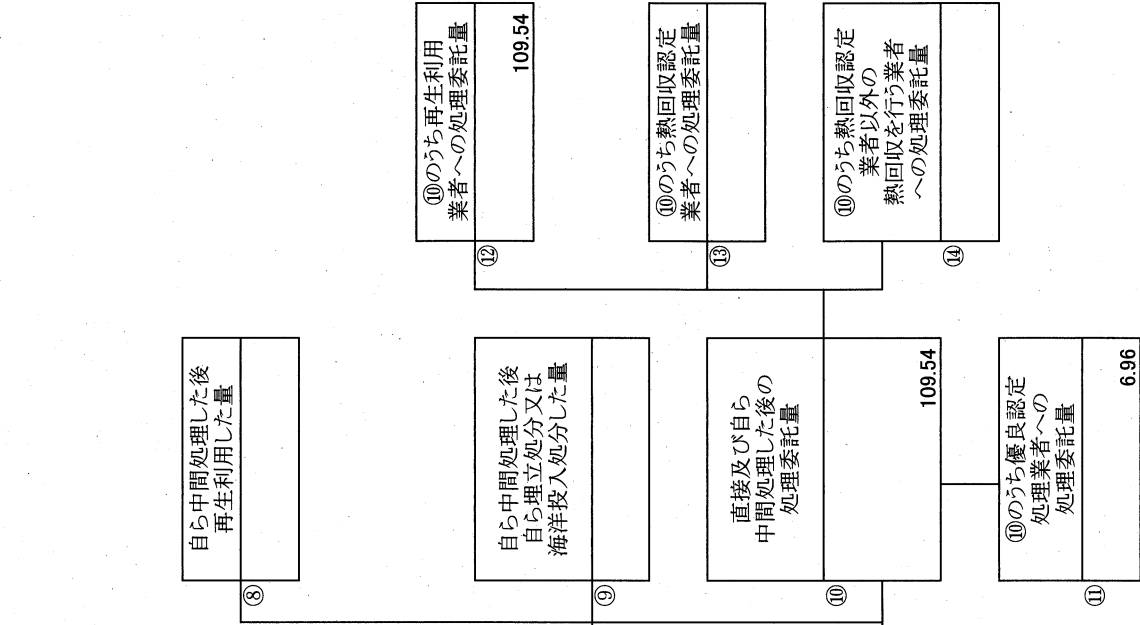 ⑧
自ら中間処理した後
再生利用した量
⑨
自ら中間処理した後
自ら埋立処分又は
海洋投入処分した量
⑩
直接及び自ら
中間処理した後の
処理委託量
109.54
⑪
⑩のうち優良認定
処理業者への
処理委託量
6.96
⑫
⑩のうち再生利用
業者への処理委託量
109.54
⑬
⑩のうち熱回収認定
業者への処理委託量
⑭
⑩のうち熱回収認定
業者以外の
熱回収を行う業者
への処理委託量